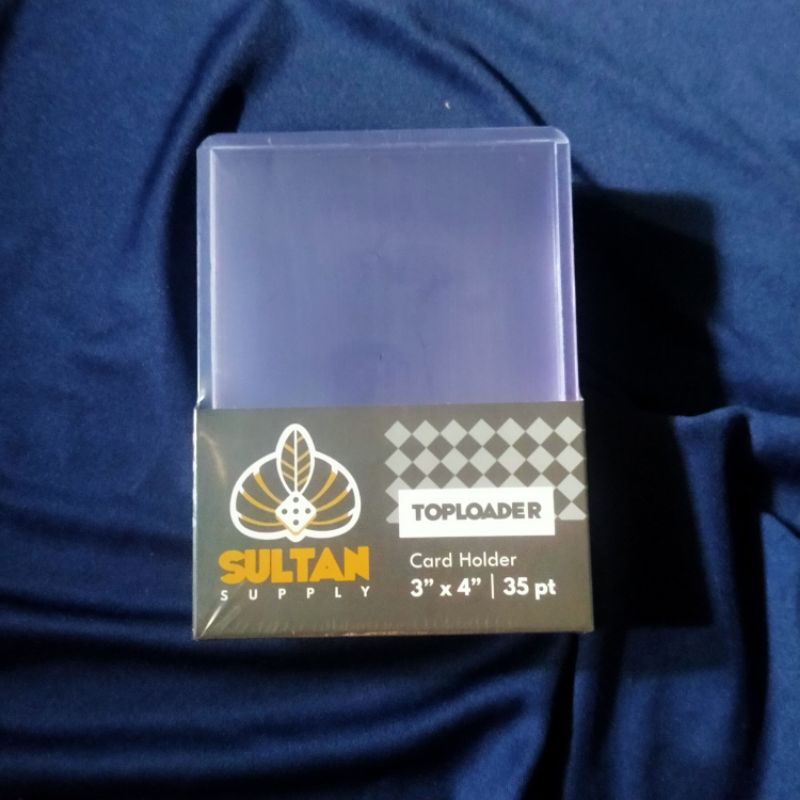 SULTAN
SUPPLY
TOPLOADER
Card Holder
3” x 4” | 35 pt